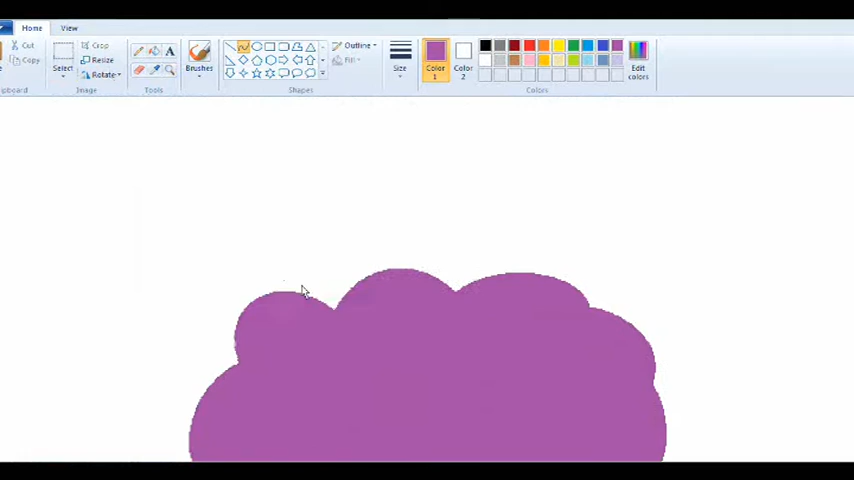 Home View
Cut
Copy
Select
Crop
Resize
Rotate
A
Brushes
Outline
Fill
Size
Color 1
Color 2
Edit colors
Image
Tools
Shapes
Colors